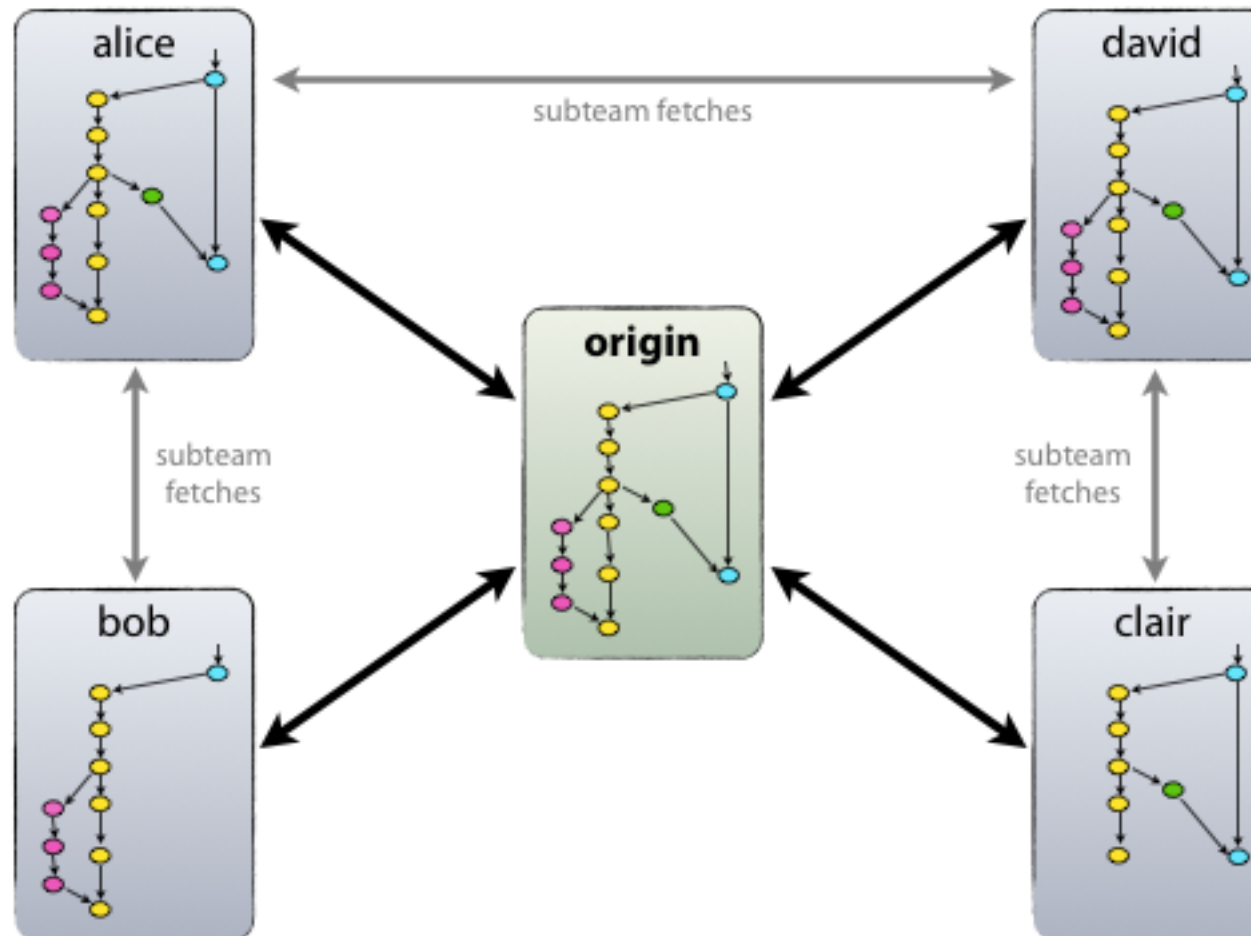 alice
david
subteam fetches
origin
subteam
fetches
subteam
fetches
bob
clair